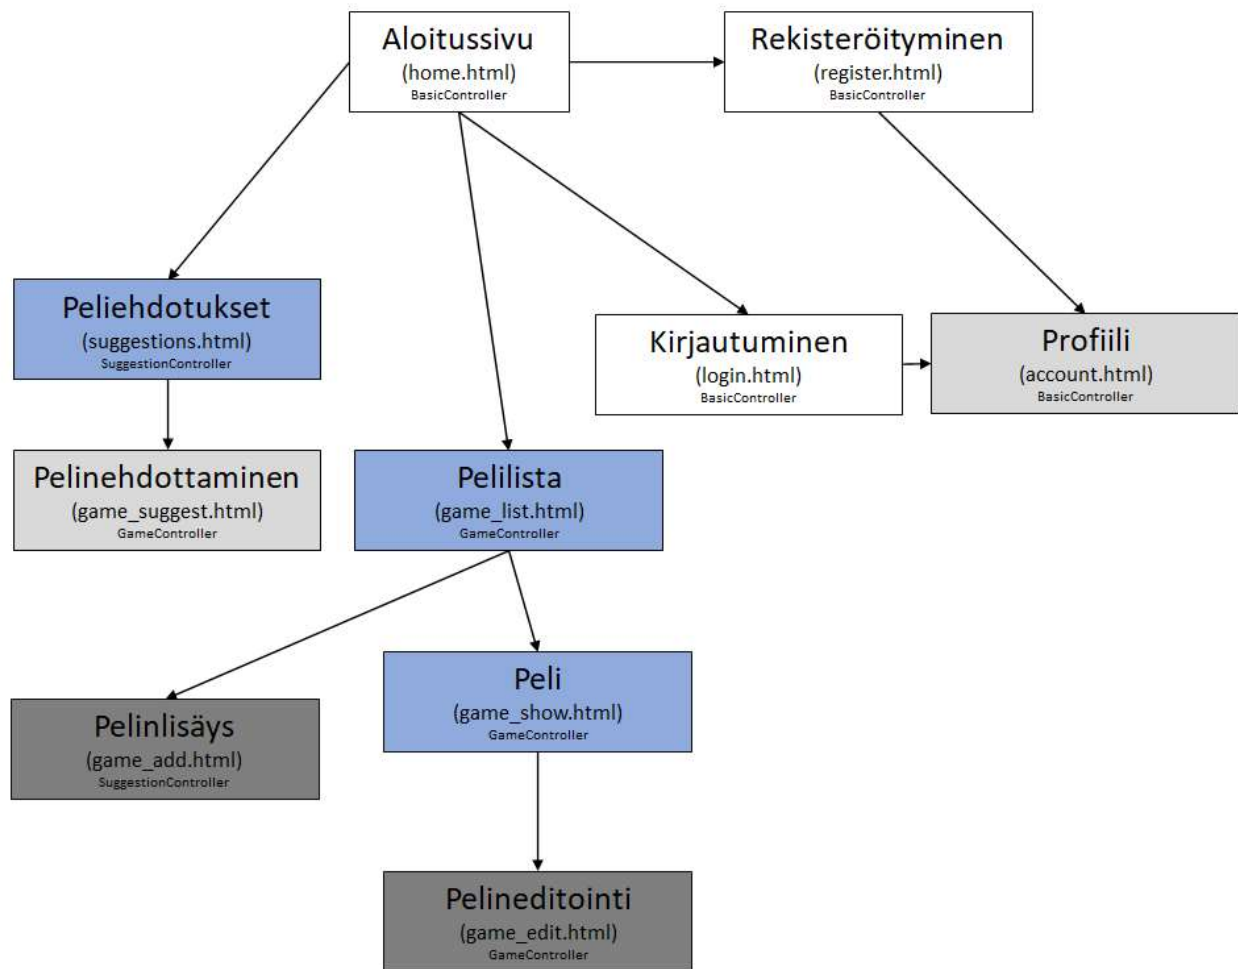 Aloitussivu
(home.html)
BasicController
Rekisteröityminen
(register.html)
BasicController
Peliehdotukset
(suggestions.html)
SuggestionController
Kirjautuminen
(login.html)
BasicController
Profiili
(account.html)
BasicController
Pelinehdottaminen
(game_suggest.html)
GameController
Pelilista
(game_list.html)
GameController
Peli
(game_show.html)
GameController
Pelinlisäys
(game_add.html)
SuggestionController
Pelineditointi
(game_edit.html)
GameController